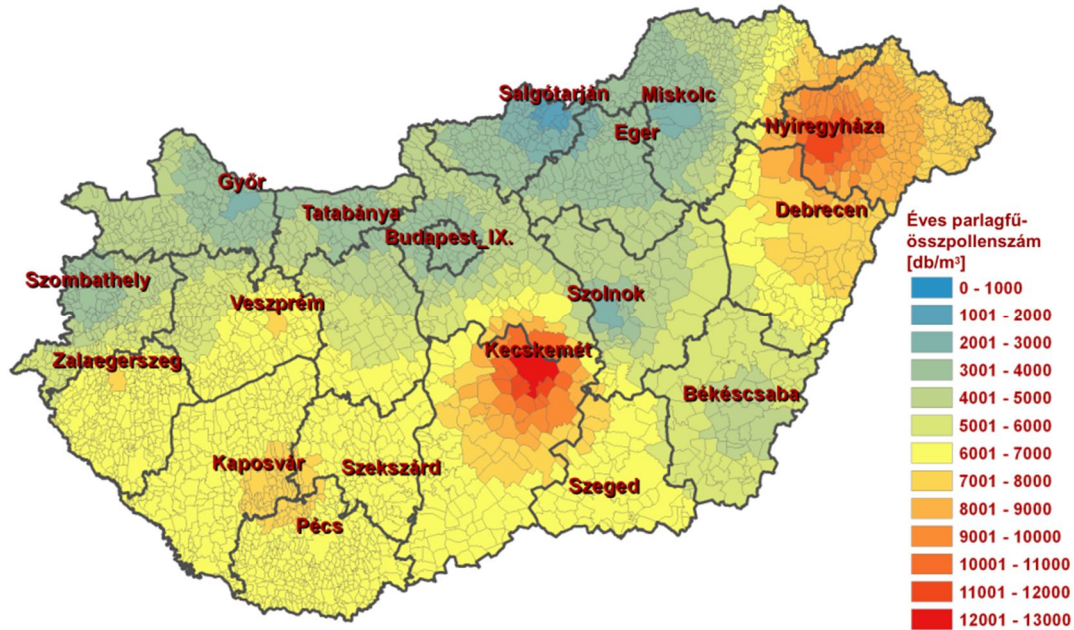 Salgótarján
Miskolc
Eger
Nyíregyháza
Győr
Tatabánya
Debrecen
Budapest_IX.
Szombathely
Veszprém
Szolnok
Zalaegerszeg
Kecskemét
Békéscsaba
Kaposvár
Szekszárd
Szeged
Pécs
Éves parlagfű-
összpollenszám
[db/m³]
0 - 1000
1001 - 2000
2001 - 3000
3001 - 4000
4001 - 5000
5001 - 6000
6001 - 7000
7001 - 8000
8001 - 9000
9001 - 10000
10001 - 11000
11001 - 12000
12001 - 13000